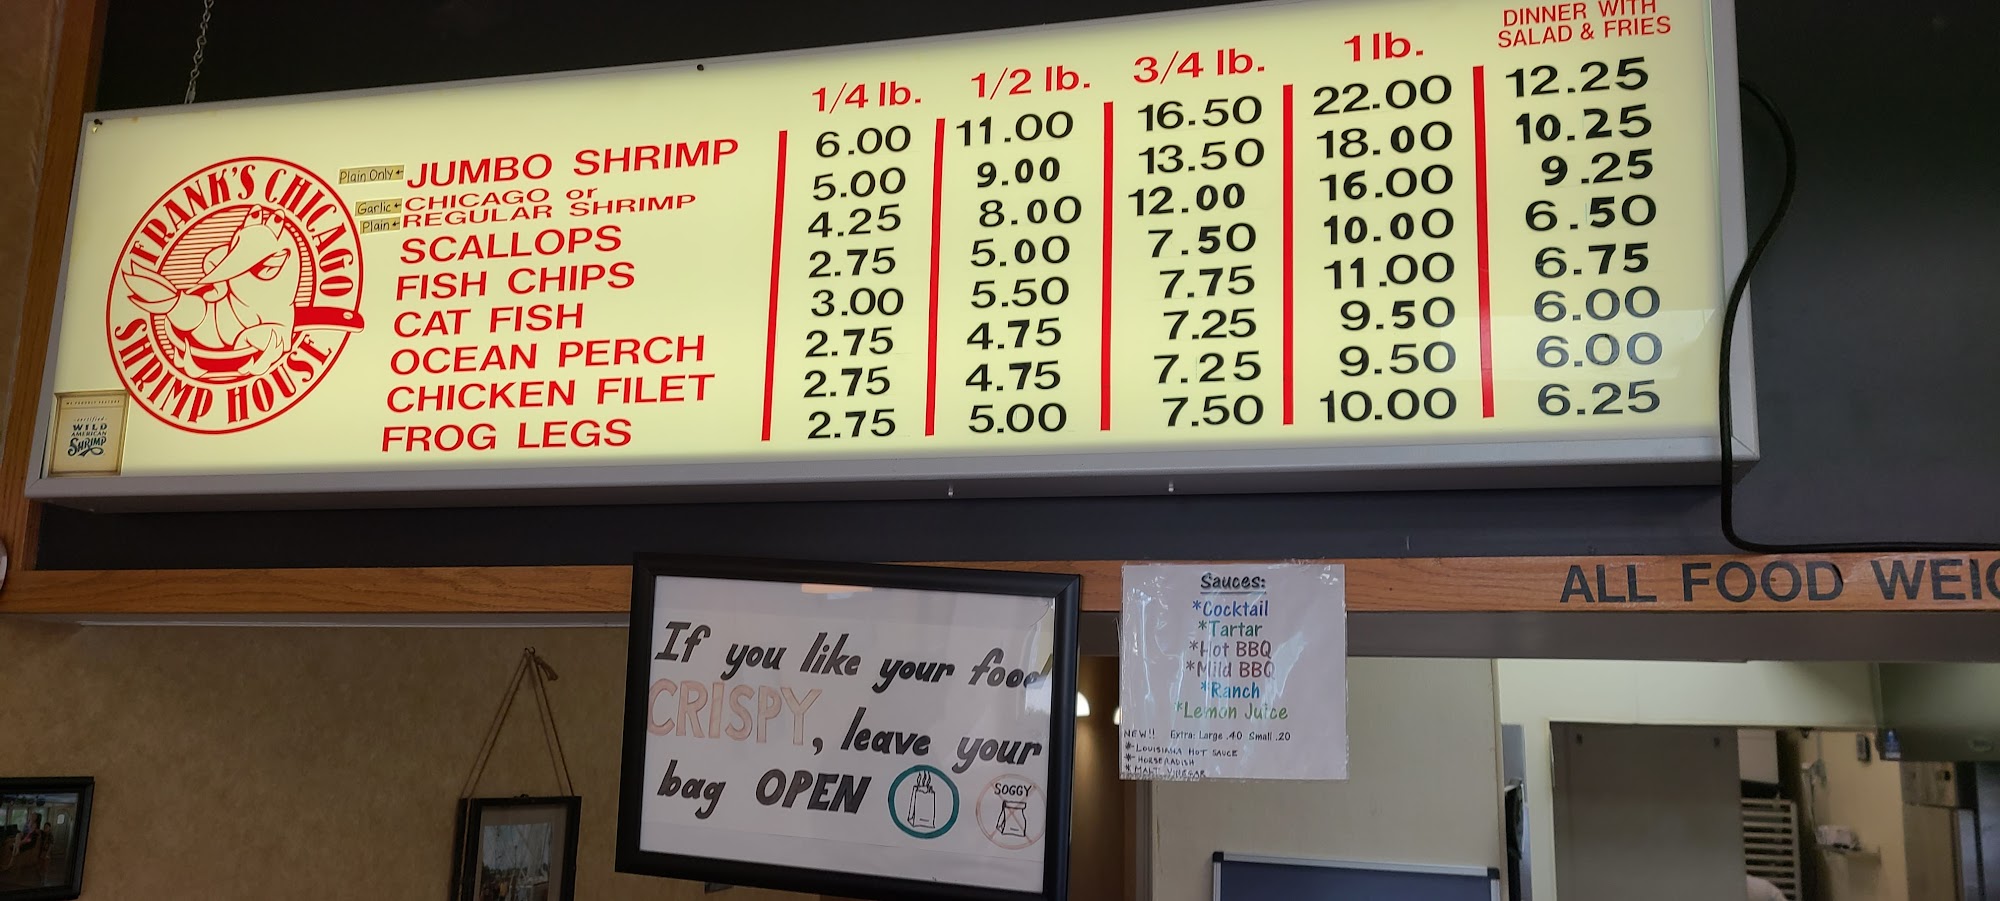 FRANK'S CHICAGO
SHRIMP HOUSE
1/4 lb. 1/2 lb. 3/4 lb. 1 lb. DINNER WITH
SALAD & FRIES
Plain Only JUMBO SHRIMP 6.00 11.00 16.50 22.00 12.25
Garlic CHICAGO or
Plain REGULAR SHRIMP 5.00 9.00 13.50 18.00 10.25
SCALLOPS 4.25 8.00 12.00 16.00 9.25
FISH CHIPS 2.75 5.00 7.50 10.00 6.50
CAT FISH 3.00 5.50 7.75 11.00 6.75
OCEAN PERCH 2.75 4.75 7.25 9.50 6.00
CHICKEN FILET 2.75 4.75 7.25 9.50 6.00
FROG LEGS 2.75 5.00 7.50 10.00 6.25
certified
WILD
AMERICAN
SHRIMP
ALL FOOD WEIG
If you like your food
CRISPY, leave your
bag OPEN
SOGGY
Sauces:
*Cocktail
*Tartar
*Hot BBQ
*Mild BBQ
*Ranch
*Lemon Juice
NEW!! Extra: Large .40 Small .20
*LOUISIANA HOT SAUCE
*HORSERADISH
*MALT VINEGAR